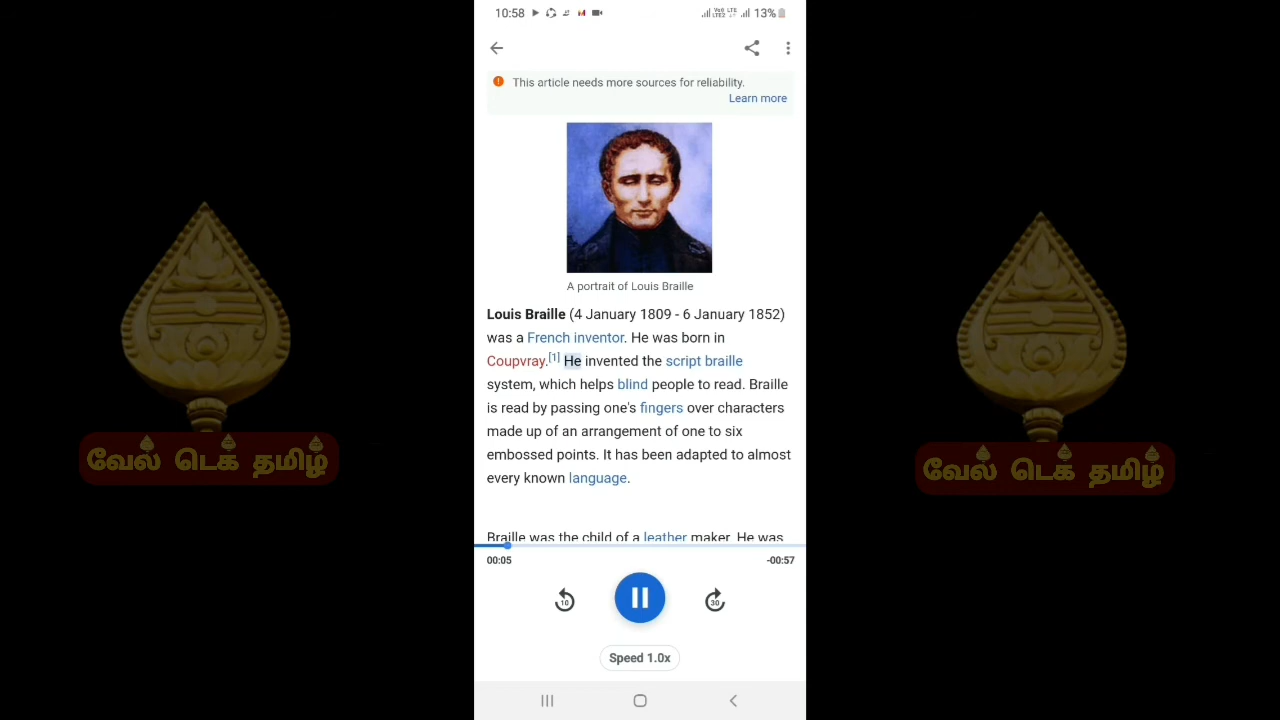 10:58
Vo0 LTE
LTE2
13%
This article needs more sources for reliability.
Learn more
A portrait of Louis Braille
Louis Braille (4 January 1809 - 6 January 1852)
was a French inventor. He was born in
Coupvray.[1] He invented the script braille
system, which helps blind people to read. Braille
is read by passing one's fingers over characters
made up of an arrangement of one to six
embossed points. It has been adapted to almost
every known language.
Braille was the child of a leather maker. He was
00:05
-00:57
10
30
Speed 1.0x
வேல் டெக் தமிழ்
வேல் டெக் தமிழ்